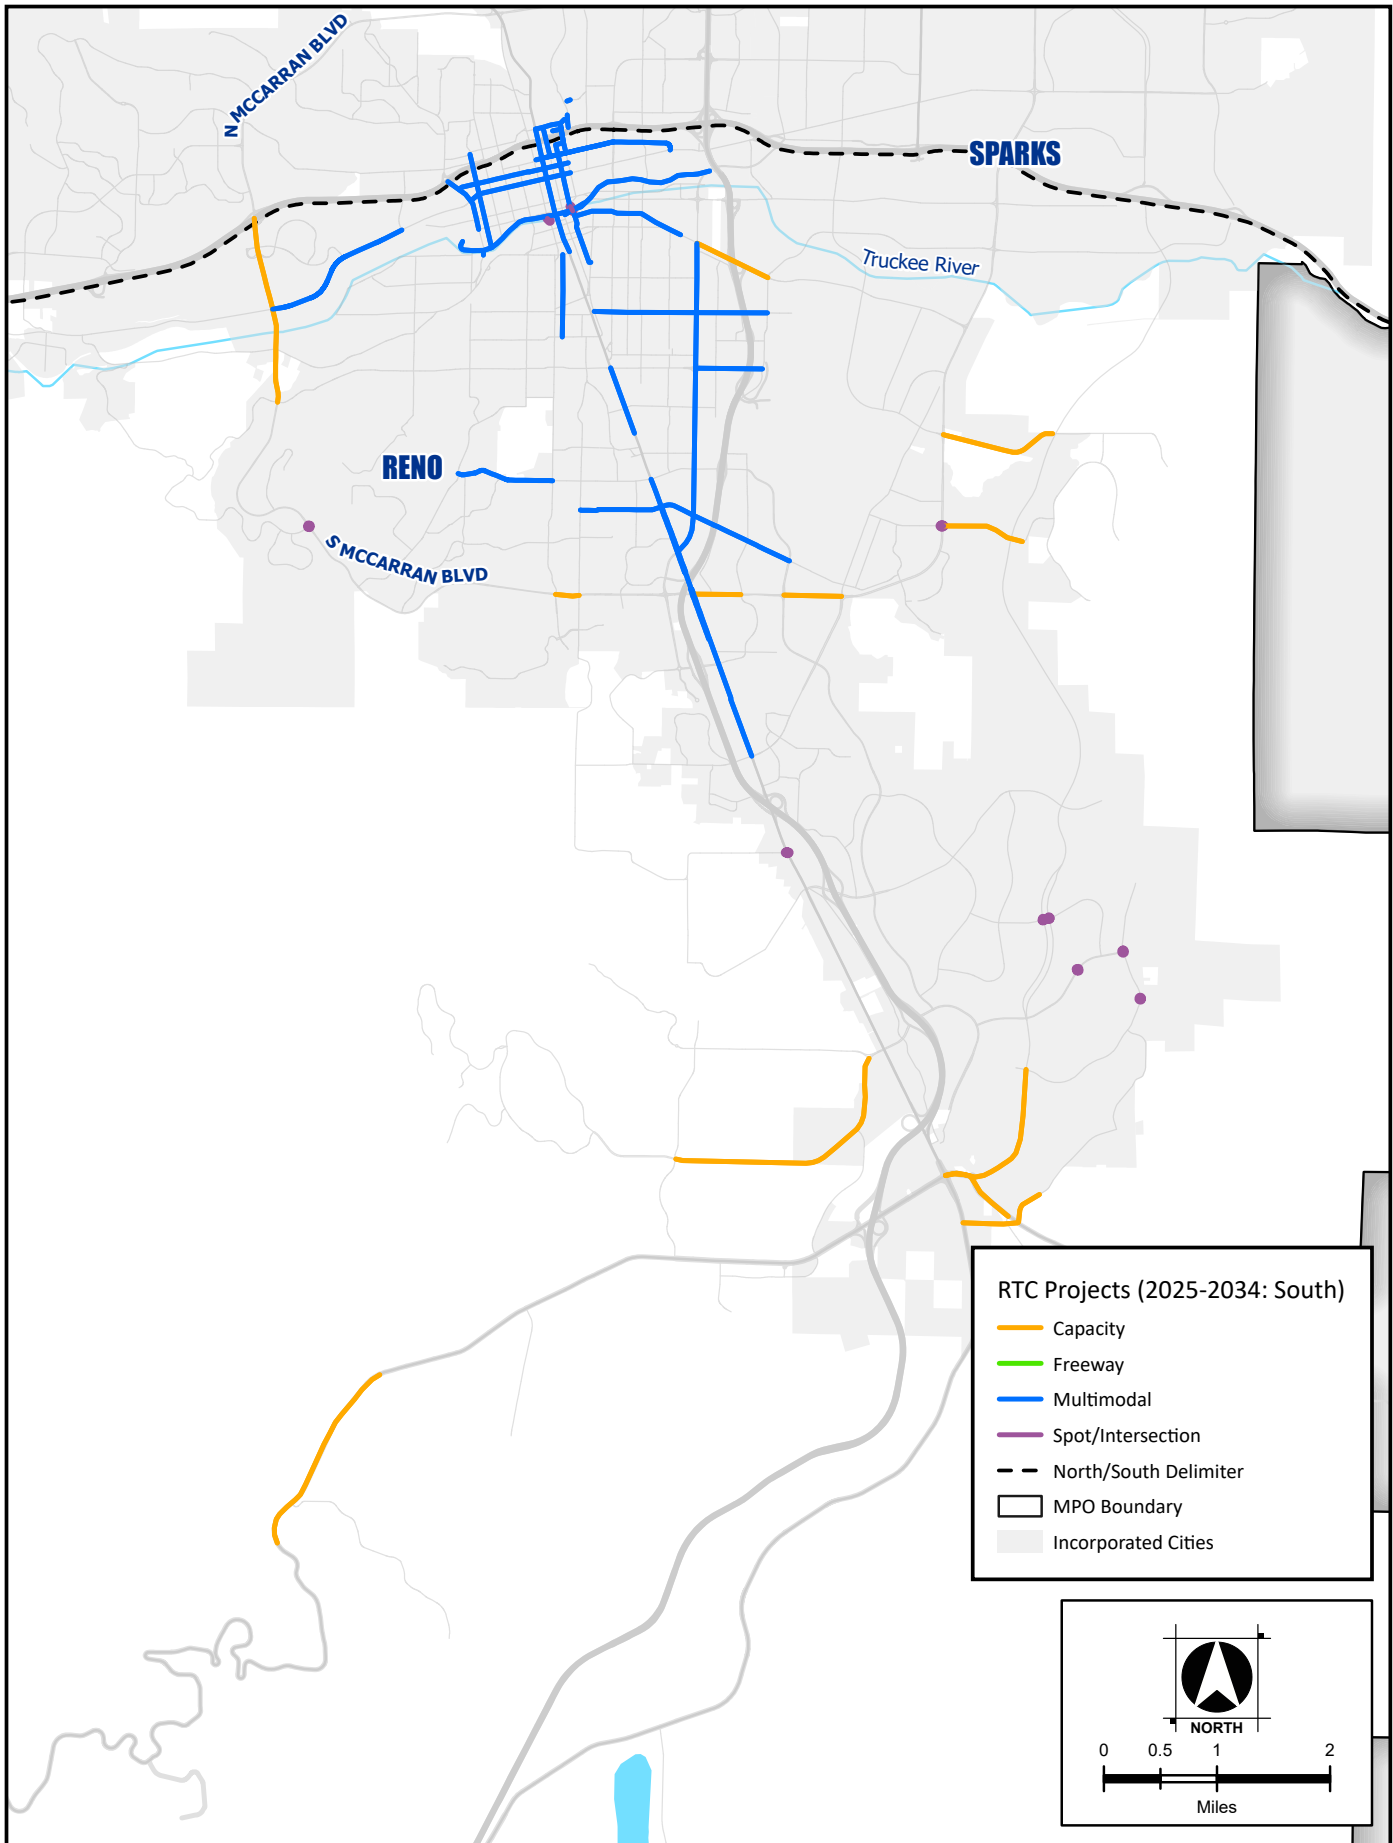 N MCCARRAN BLVD
SPARKS
Truckee River
RENO
S MCCARRAN BLVD
RTC Projects (2025-2034: South)
Capacity
Freeway
Multimodal
Spot/Intersection
North/South Delimiter
MPO Boundary
Incorporated Cities
NORTH
0 0.5 1 2
Miles